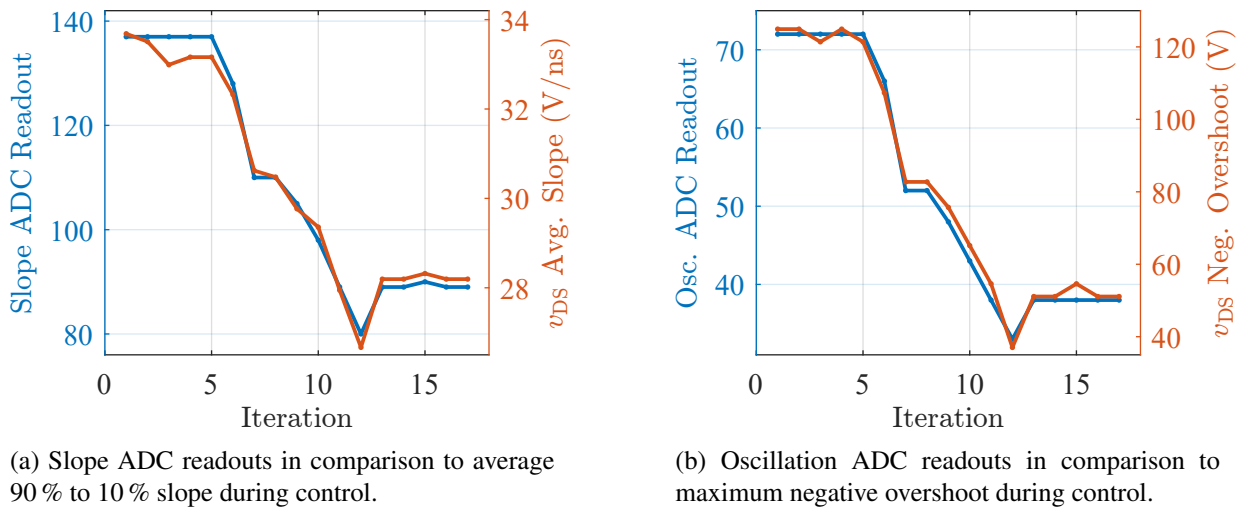 140
120
100
80
Slope ADC Readout
34
32
30
28
vDS Avg. Slope (V/ns)
0 5 10 15
Iteration
(a) Slope ADC readouts in comparison to average
90 % to 10 % slope during control.
70
60
50
40
Osc. ADC Readout
120
100
80
60
40
vDS Neg. Overshoot (V)
0 5 10 15
Iteration
(b) Oscillation ADC readouts in comparison to
maximum negative overshoot during control.